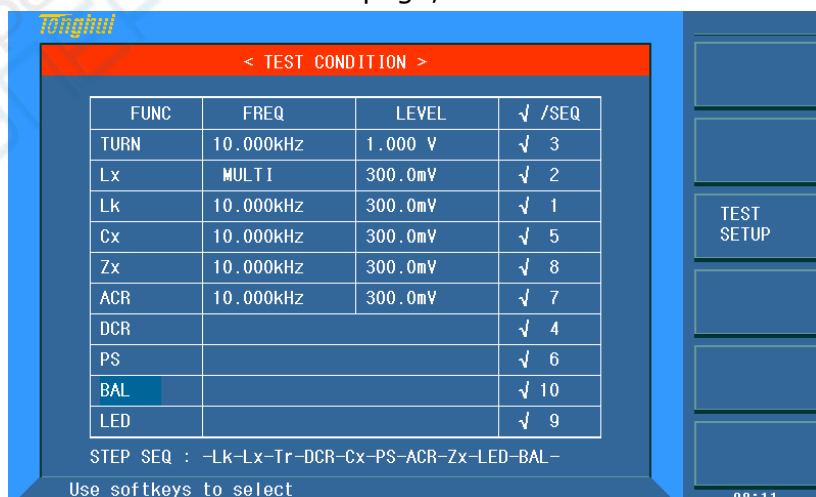 Tonghui
< TEST CONDITION >
FUNC FREQ LEVEL √ /SEQ
TURN 10.000kHz 1.000 V √ 3
Lx MULTI 300.0mV √ 2
Lk 10.000kHz 300.0mV √ 1
Cx 10.000kHz 300.0mV √ 5
Zx 10.000kHz 300.0mV √ 8
ACR 10.000kHz 300.0mV √ 7
DCR √ 4
PS √ 6
BAL √ 10
LED √ 9
STEP SEQ : -Lk-Lx-Tr-DCR-Cx-PS-ACR-Zx-LED-BAL-
Use softkeys to select
TEST
SETUP